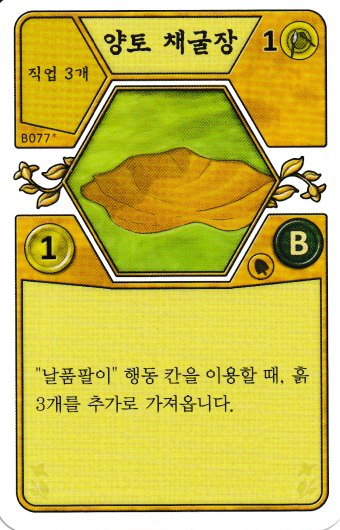 양토 채굴장
1
직업 3개
B077*
1
B
"날품팔이" 행동 칸을 이용할 때, 흙
3개를 추가로 가져옵니다.